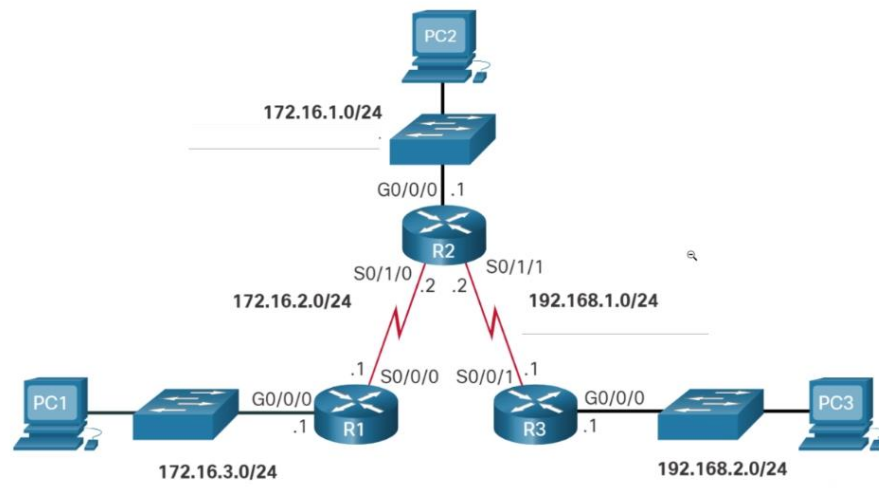 PC2
172.16.1.0/24
G0/0/0 .1
R2
S0/1/0 S0/1/1
.2 .2
172.16.2.0/24 192.168.1.0/24
.1 S0/0/0 S0/0/1 .1
PC1 G0/0/0 G0/0/0 PC3
.1 R1 R3 .1
172.16.3.0/24 192.168.2.0/24